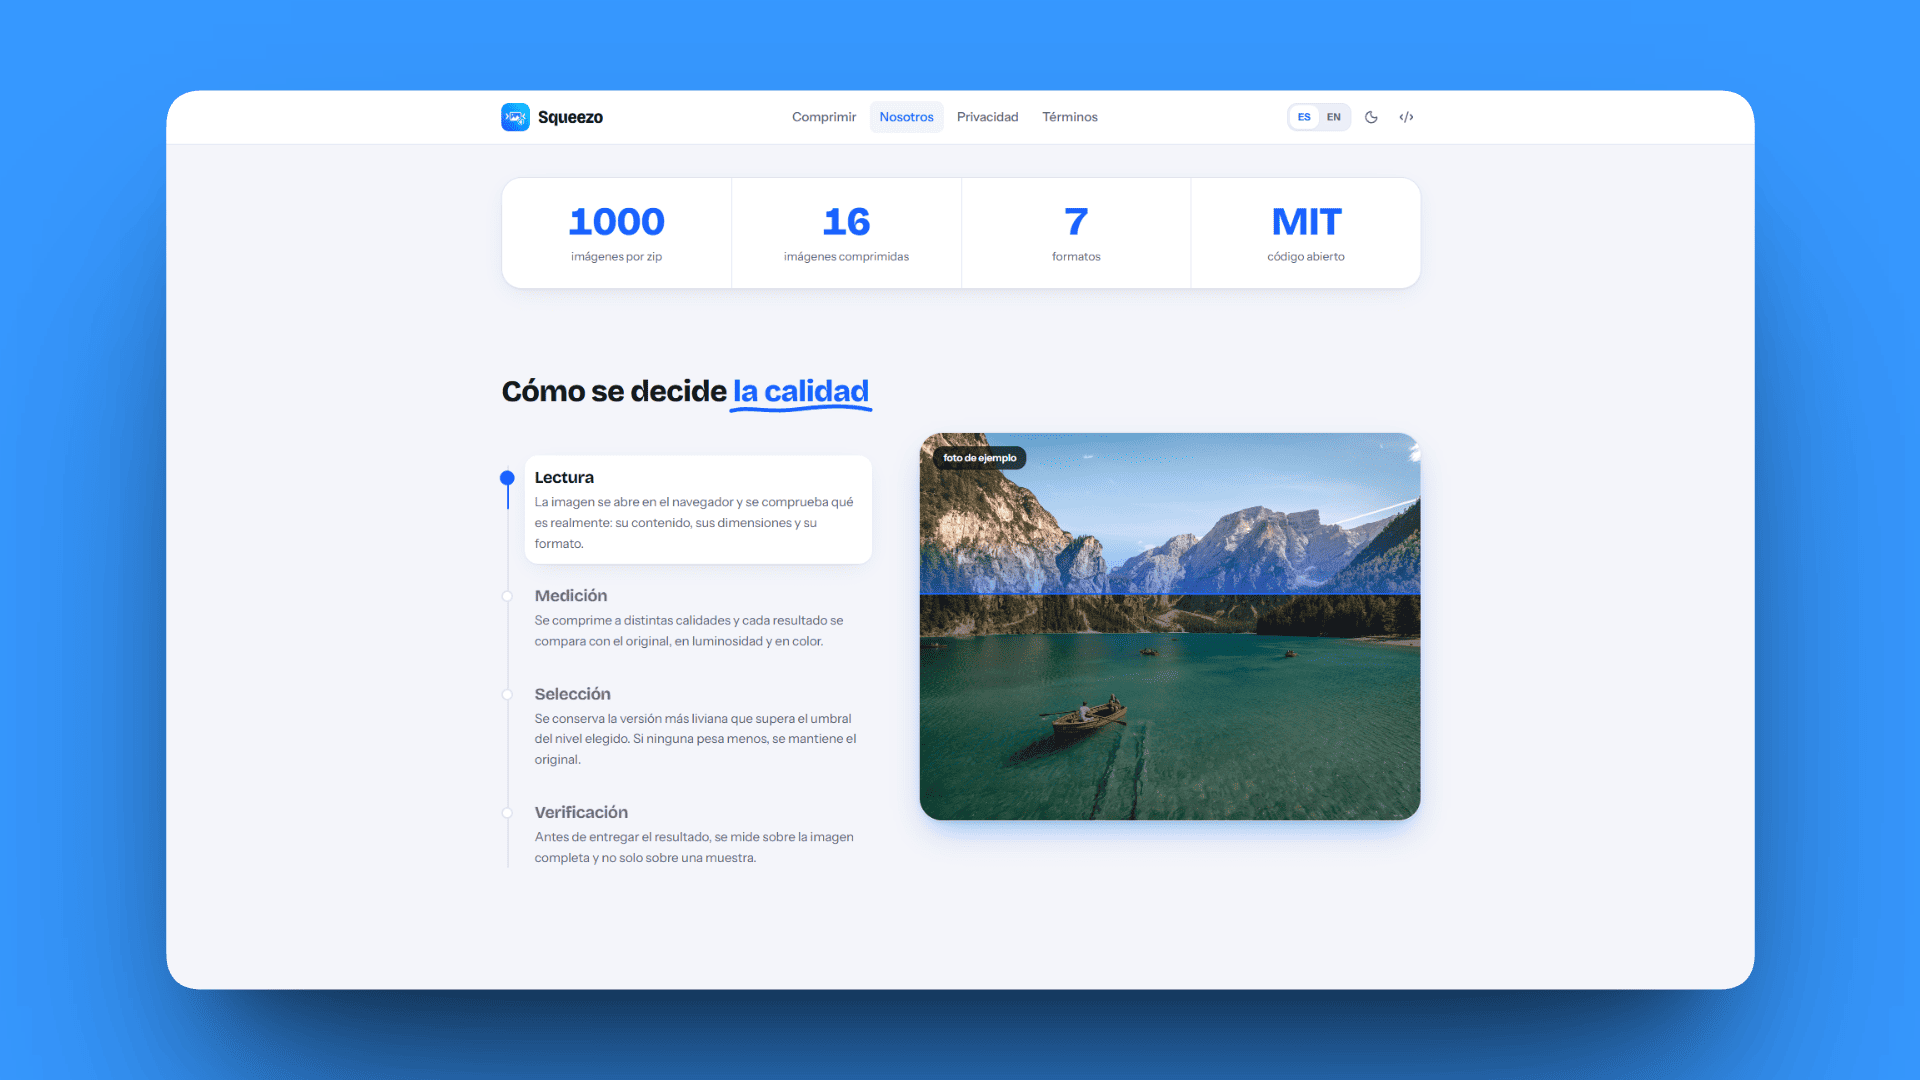 Squeezo
Comprimir
Nosotros
Privacidad
Términos
ES
EN
1000
imágenes por zip
16
imágenes comprimidas
7
formatos
MIT
código abierto
Cómo se decide la calidad
Lectura
La imagen se abre en el navegador y se comprueba qué
es realmente: su contenido, sus dimensiones y su
formato.
Medición
Se comprime a distintas calidades y cada resultado se
compara con el original, en luminosidad y en color.
Selección
Se conserva la versión más liviana que supera el umbral
del nivel elegido. Si ninguna pesa menos, se mantiene el
original.
Verificación
Antes de entregar el resultado, se mide sobre la imagen
completa y no solo sobre una muestra.
foto de ejemplo